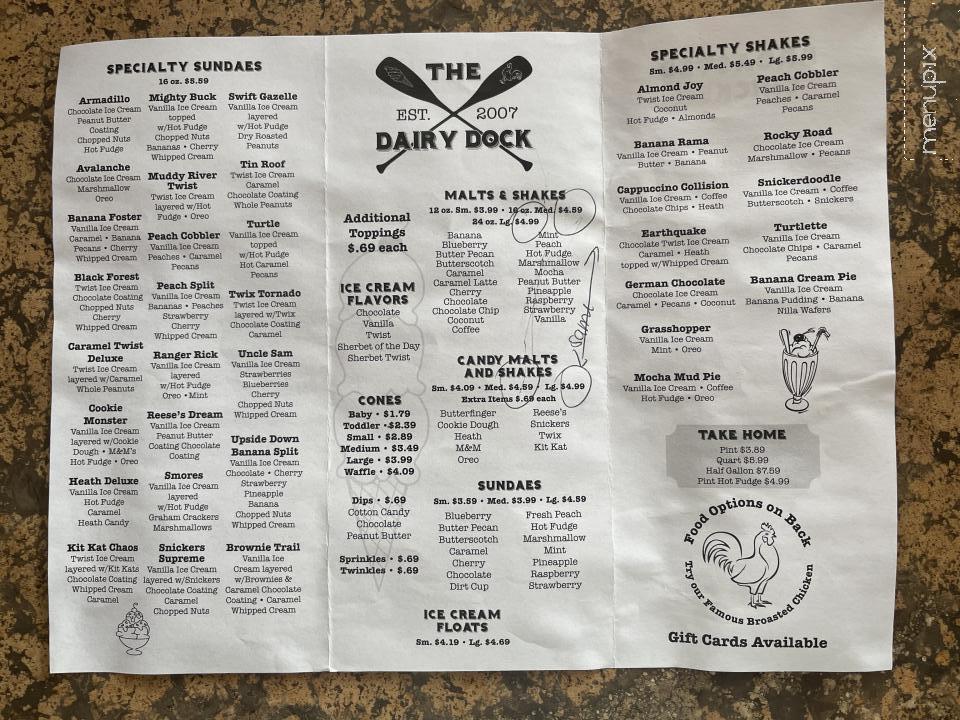 SPECIALTY SUNDAES
16 oz. $5.59
Armadillo
Chocolate Ice Cream
Peanut Butter
Coating
Chopped Nuts
Hot Fudge
Avalanche
Chocolate Ice Cream
Marshmallow
Oreo
Banana Foster
Vanilla Ice Cream
Caramel • Banana
Pecans • Cherry
Whipped Cream
Black Forest
Twist Ice Cream
Chocolate Coating
Chopped Nuts
Cherry
Whipped Cream
Caramel Twist
Deluxe
Twist Ice Cream
layered w/Caramel
Whole Peanuts
Cookie
Monster
Vanilla Ice Cream
layered w/Cookie
Dough • M&M's
Hot Fudge • Oreo
Heath Deluxe
Vanilla Ice Cream
Hot Fudge
Caramel
Heath Candy
Kit Kat Chaos
Twist Ice Cream
layered w/Kit Kats
Chocolate Coating
Whipped Cream
Caramel
Mighty Buck
Vanilla Ice Cream
topped
w/Hot Fudge
Chopped Nuts
Bananas • Cherry
Whipped Cream
Muddy River
Twist
Twist Ice Cream
layered w/Hot
Fudge • Oreo
Peach Cobbler
Vanilla Ice Cream
Peaches • Caramel
Pecans
Peach Split
Vanilla Ice Cream
Bananas • Peaches
Strawberry
Cherry
Whipped Cream
Ranger Rick
Vanilla Ice Cream
layered
w/Hot Fudge
Oreo • Mint
Reese's Dream
Vanilla Ice Cream
Peanut Butter
Coating Chocolate
Coating
Smores
Vanilla Ice Cream
layered
w/Hot Fudge
Graham Crackers
Marshmallows
Snickers
Supreme
Vanilla Ice Cream
layered w/Snickers
Chocolate Coating
Caramel
Chopped Nuts
Swift Gazelle
Vanilla Ice Cream
layered
w/Hot Fudge
Dry Roasted
Peanuts
Tin Roof
Twist Ice Cream
Caramel
Chocolate Coating
Whole Peanuts
Turtle
Vanilla Ice Cream
topped
w/Hot Fudge
Hot Caramel
Pecans
Twix Tornado
Twist Ice Cream
layered w/Twix
Chocolate Coating
Caramel
Uncle Sam
Vanilla Ice Cream
Strawberries
Blueberries
Cherry
Chopped Nuts
Whipped Cream
Upside Down
Banana Split
Vanilla Ice Cream
Chocolate • Cherry
Strawberry
Pineapple
Banana
Chopped Nuts
Whipped Cream
Brownie Trail
Vanilla Ice
Cream layered
w/Brownies &
Caramel Chocolate
Coating • Caramel
Whipped Cream
THE
EST. 2007
DAIRY DOCK
Additional
Toppings
$.69 each
ICE CREAM
FLAVORS
Chocolate
Vanilla
Twist
Sherbet of the Day
Sherbet Twist
CONES
Baby • $1.79
Toddler •$2.39
Small • $2.89
Medium • $3.49
Large • $3.99
Waffle • $4.09
Dips • $.69
Cotton Candy
Chocolate
Peanut Butter
Sprinkles • $.69
Twinkles • $.69
MALTS & SHAKES
12 oz. Sm. $3.99 • 16 oz. Med. $4.59
24 oz. Lg. $4.99
Banana
Blueberry
Butter Pecan
Butterscotch
Caramel
Caramel Latte
Cherry
Chocolate
Chocolate Chip
Coconut
Coffee
Mint
Peach
Hot Fudge
Marshmallow
Mocha
Peanut Butter
Pineapple
Raspberry
Strawberry
Vanilla
CANDY MALTS
AND SHAKES
Sm. $4.09 • Med. $4.59 • Lg. $4.99
Extra Items $.69 each
Butterfinger
Cookie Dough
Heath
M&M
Oreo
Reese's
Snickers
Twix
Kit Kat
SUNDAES
Sm. $3.59 • Med. $3.99 • Lg. $4.59
Blueberry
Butter Pecan
Butterscotch
Caramel
Cherry
Chocolate
Dirt Cup
Fresh Peach
Hot Fudge
Marshmallow
Mint
Pineapple
Raspberry
Strawberry
ICE CREAM
FLOATS
Sm. $4.19 • Lg. $4.69
SPECIALTY SHAKES
Sm. $4.99 • Med. $5.49 • Lg. $5.99
Almond Joy
Twist Ice Cream
Coconut
Hot Fudge • Almonds
Banana Rama
Vanilla Ice Cream • Peanut
Butter • Banana
Cappuccino Collision
Vanilla Ice Cream • Coffee
Chocolate Chips • Heath
Earthquake
Chocolate Twist Ice Cream
Caramel • Heath
topped w/Whipped Cream
German Chocolate
Chocolate Ice Cream
Caramel • Pecans • Coconut
Grasshopper
Vanilla Ice Cream
Mint • Oreo
Mocha Mud Pie
Vanilla Ice Cream • Coffee
Hot Fudge • Oreo
Peach Cobbler
Vanilla Ice Cream
Peaches • Caramel
Pecans
Rocky Road
Chocolate Ice Cream
Marshmallow • Pecans
Snickerdoodle
Vanilla Ice Cream • Coffee
Butterscotch • Snickers
Turtlette
Vanilla Ice Cream
Chocolate Chips • Caramel
Pecans
Banana Cream Pie
Vanilla Ice Cream
Banana Pudding • Banana
Nilla Wafers
TAKE HOME
Pint $3.89
Quart $5.99
Half Gallon $7.59
Pint Hot Fudge $4.99
Food Options on Back
Try our Famous Broasted Chicken
Gift Cards Available
menupix